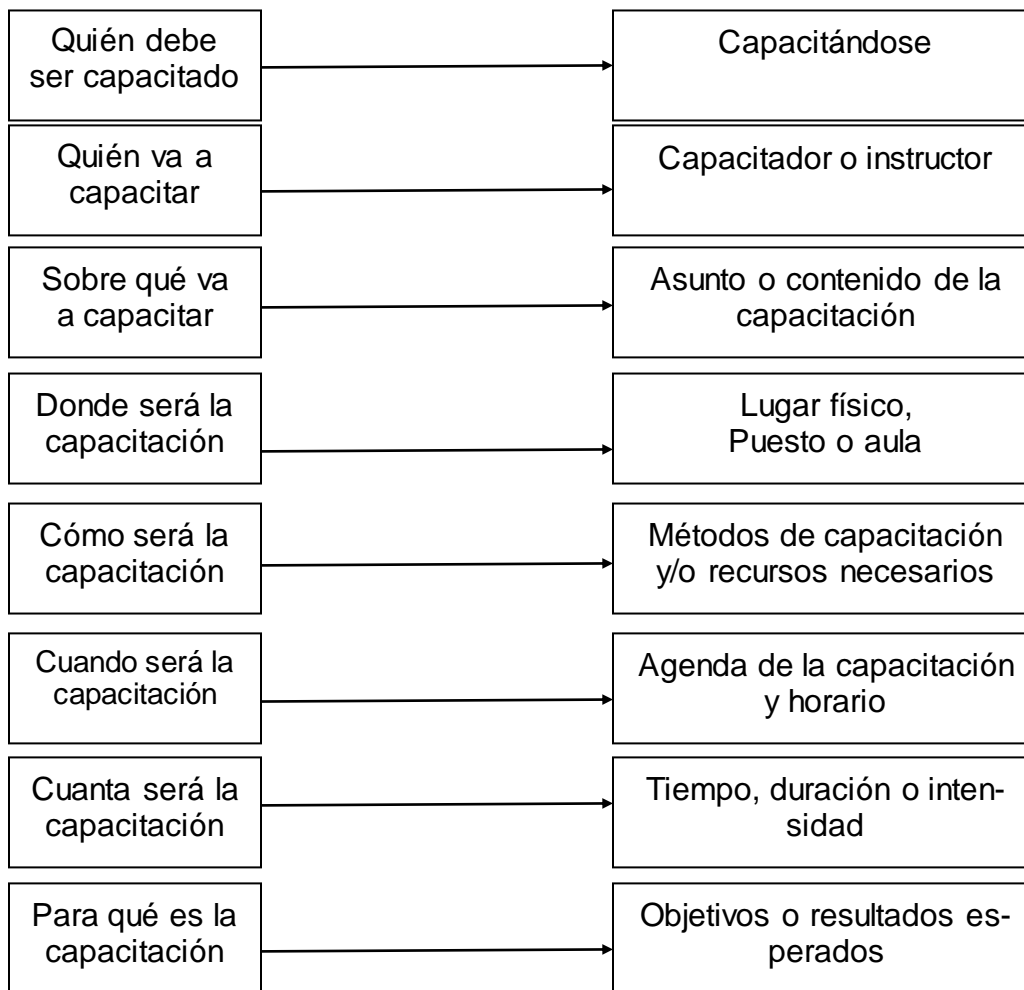 Quién debe
ser capacitado
Capacitándose
Quién va a
capacitar
Capacitador o instructor
Sobre qué va
a capacitar
Asunto o contenido de la
capacitación
Donde será la
capacitación
Lugar físico,
Puesto o aula
Cómo será la
capacitación
Métodos de capacitación
y/o recursos necesarios
Cuando será la
capacitación
Agenda de la capacitación
y horario
Cuanta será la
capacitación
Tiempo, duración o inten-
sidad
Para qué es la
capacitación
Objetivos o resultados es-
perados